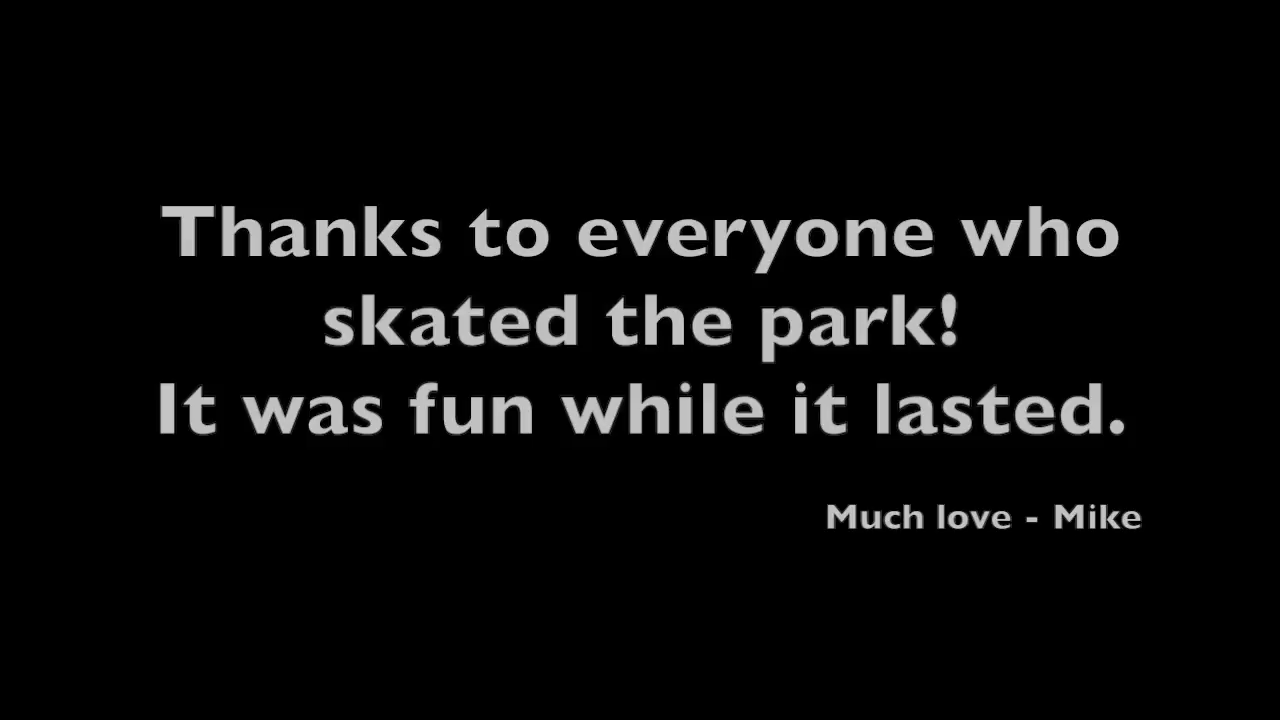 Thanks to everyone who
skated the park!
It was fun while it lasted.
Much love - Mike